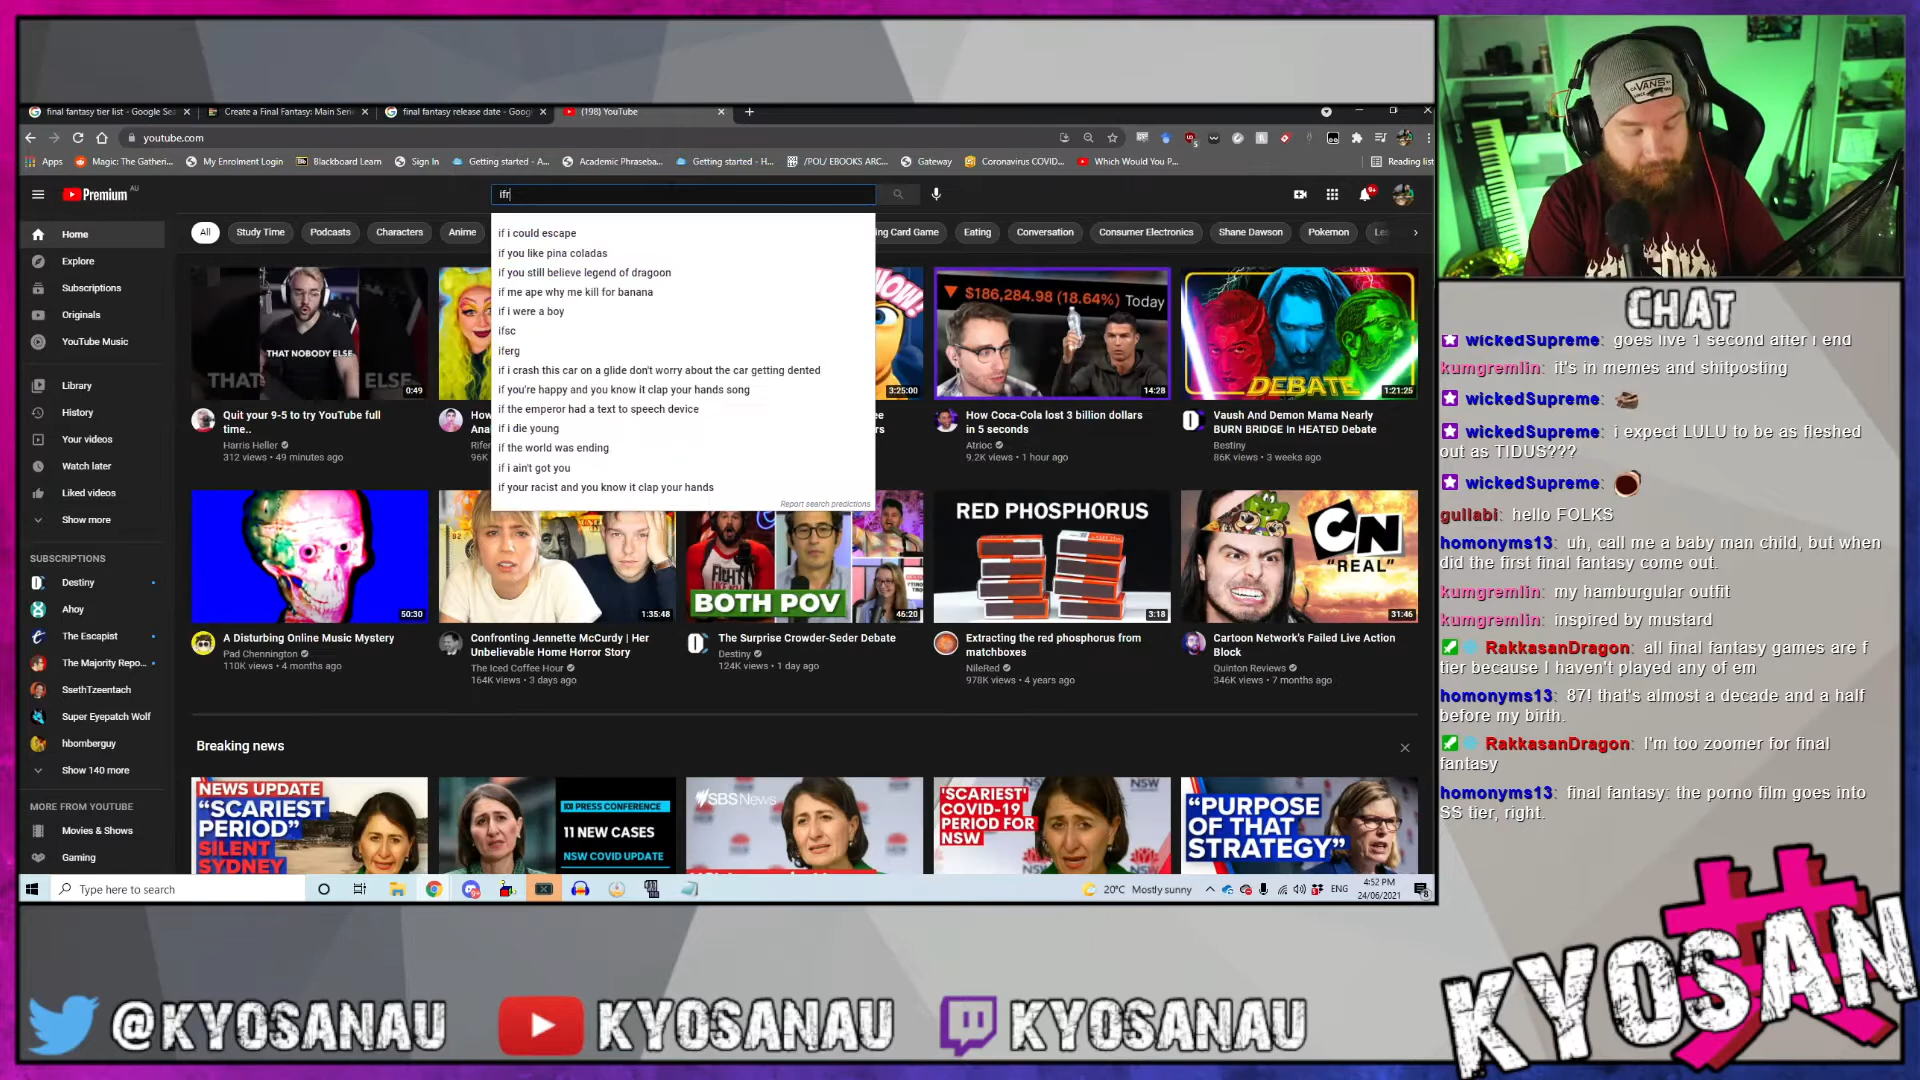 final fantasy tier list - Google Sea
Create a Final Fantasy: Main Seri
final fantasy release date - Googl
(198) YouTube
youtube.com
Apps
Magic: The Gatheri...
My Enrolment Login
Blackboard Learn
Sign In
Getting started - A...
Academic Phraseba...
Getting started - H...
/POL/ EBOOKS ARC...
Gateway
Coronavirus COVID...
Which Would You P...
Reading list
Premium AU
ifr
9+
if i could escape
if you like pina coladas
if you still believe legend of dragoon
if me ape why me kill for banana
if i were a boy
ifsc
iferg
if i crash this car on a glide don't worry about the car getting dented
if you're happy and you know it clap your hands song
if the emperor had a text to speech device
if i die young
if the world was ending
if i ain't got you
if your racist and you know it clap your hands
Report search predictions
Home
Explore
Subscriptions
Originals
YouTube Music
Library
History
Your videos
Watch later
Liked videos
Show more
SUBSCRIPTIONS
Destiny
Ahoy
The Escapist
The Majority Repo...
SsethTzeentach
Super Eyepatch Wolf
hbomberguy
Show 140 more
MORE FROM YOUTUBE
Movies & Shows
Gaming
All
Study Time
Podcasts
Characters
Anime
ing Card Game
Eating
Conversation
Consumer Electronics
Shane Dawson
Pokemon
Le
THAT
THAT NOBODY ELSE
ELSE
0:49
3:25:00
$186,284.98 (18.64%) Today
14:28
DEBATE
1:21:25
Quit your 9-5 to try YouTube full
time..
Harris Heller
312 views • 49 minutes ago
How
Ana
Rifer
96K
ee
ers
How Coca-Cola lost 3 billion dollars
in 5 seconds
Atrioc
9.2K views • 1 hour ago
Vaush And Demon Mama Nearly
BURN BRIDGE In HEATED Debate
Bestiny
86K views • 3 weeks ago
50:30
1:35:48
BOTH POV
46:20
RED PHOSPHORUS
3:18
CN
"REAL"
31:46
A Disturbing Online Music Mystery
Pad Chennington
110K views • 4 months ago
Confronting Jennette McCurdy | Her
Unbelievable Home Horror Story
The Iced Coffee Hour
164K views • 3 days ago
The Surprise Crowder-Seder Debate
Destiny
124K views • 1 day ago
Extracting the red phosphorus from
matchboxes
NileRed
978K views • 4 years ago
Cartoon Network's Failed Live Action
Block
Quinton Reviews
346K views • 7 months ago
Breaking news
NEWS UPDATE
"SCARIEST
PERIOD"
SILENT
SYDNEY
PRESS CONFERENCE
11 NEW CASES
NSW COVID UPDATE
SBS News
'SCARIEST'
COVID-19
PERIOD FOR
NSW
"PURPOSE
OF THAT
STRATEGY"
Type here to search
20°C Mostly sunny
ENG
4:52 PM
24/06/2021
VANS
CHAT
wickedSupreme: goes live 1 second after i end
kumgremlin: it's in memes and shitposting
wickedSupreme:
wickedSupreme: i expect LULU to be as fleshed
out as TIDUS???
wickedSupreme:
gullabi: hello FOLKS
homonyms13: uh, call me a baby man child, but when
did the first final fantasy come out.
kumgremlin: my hamburgular outfit
kumgremlin: inspired by mustard
RakkasanDragon: all final fantasy games are f
tier because I haven't played any of em
homonyms13: 87! that's almost a decade and a half
before my birth.
RakkasanDragon: I'm too zoomer for final
fantasy
homonyms13: final fantasy: the porno film goes into
SS tier, right.
@KYOSANAU
KYOSANAU
KYOSANAU
KYOSAN